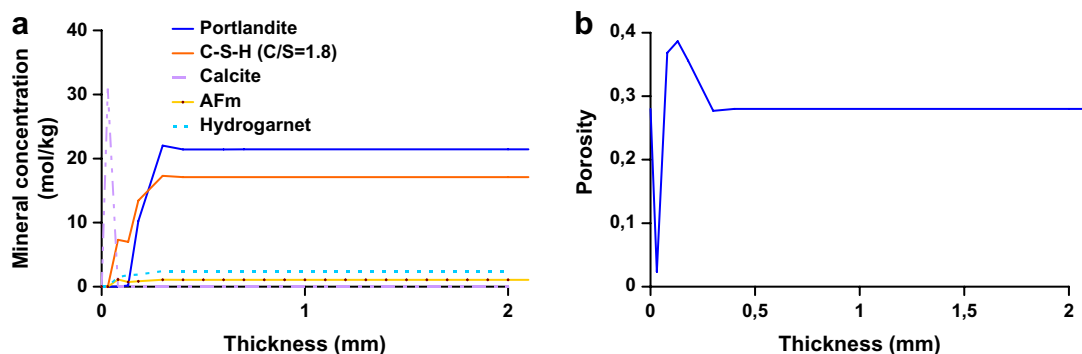 a
40
30
20
10
0
Mineral concentration
(mol/kg)
Portlandite
C-S-H (C/S=1.8)
Calcite
AFm
Hydrogarnet
0
1
2
Thickness (mm)
b
0,4
0,3
0,2
0,1
0
Porosity
0
0,5
1
1,5
2
Thickness (mm)